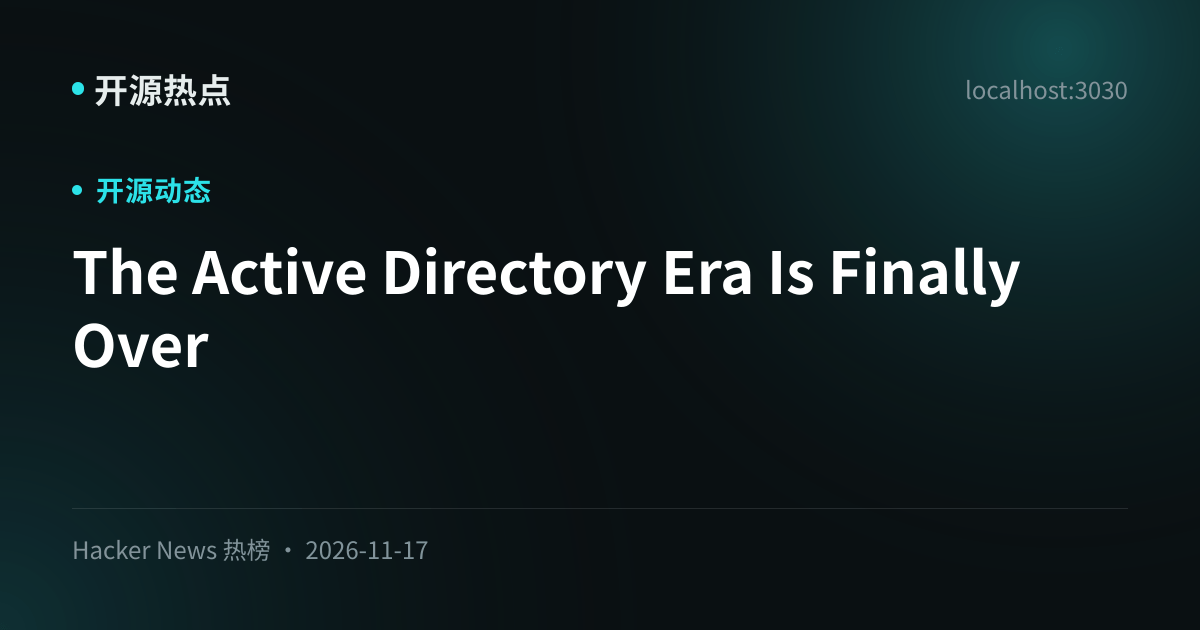 开源热点
localhost:3030
开源动态
The Active Directory Era Is Finally
Over
Hacker News 热榜 · 2026-11-17